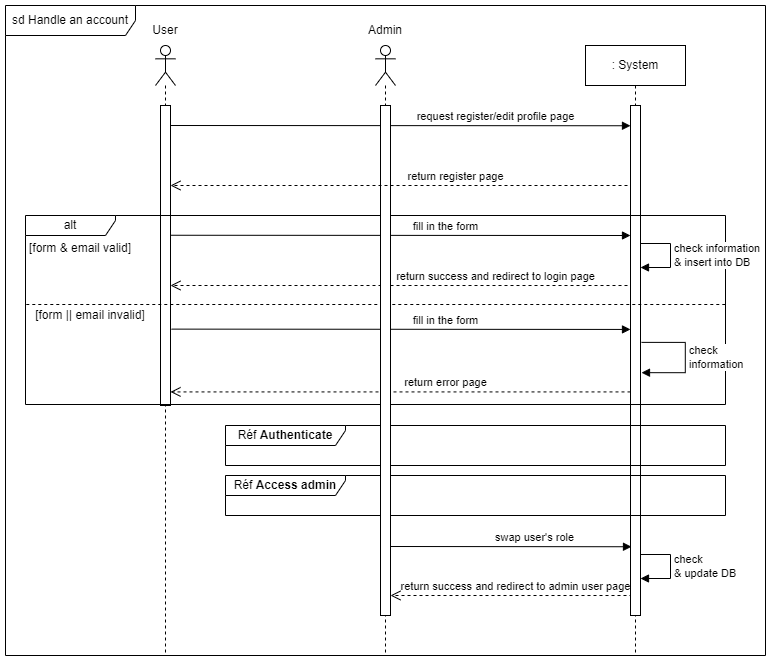 sd Handle an account
User
Admin
: System
request register/edit profile page
return register page
alt
fill in the form
[form & email valid]
check information
& insert into DB
return success and redirect to login page
[form || email invalid]
fill in the form
check
information
return error page
Réf Authenticate
Réf Access admin
swap user's role
check
& update DB
return success and redirect to admin user page